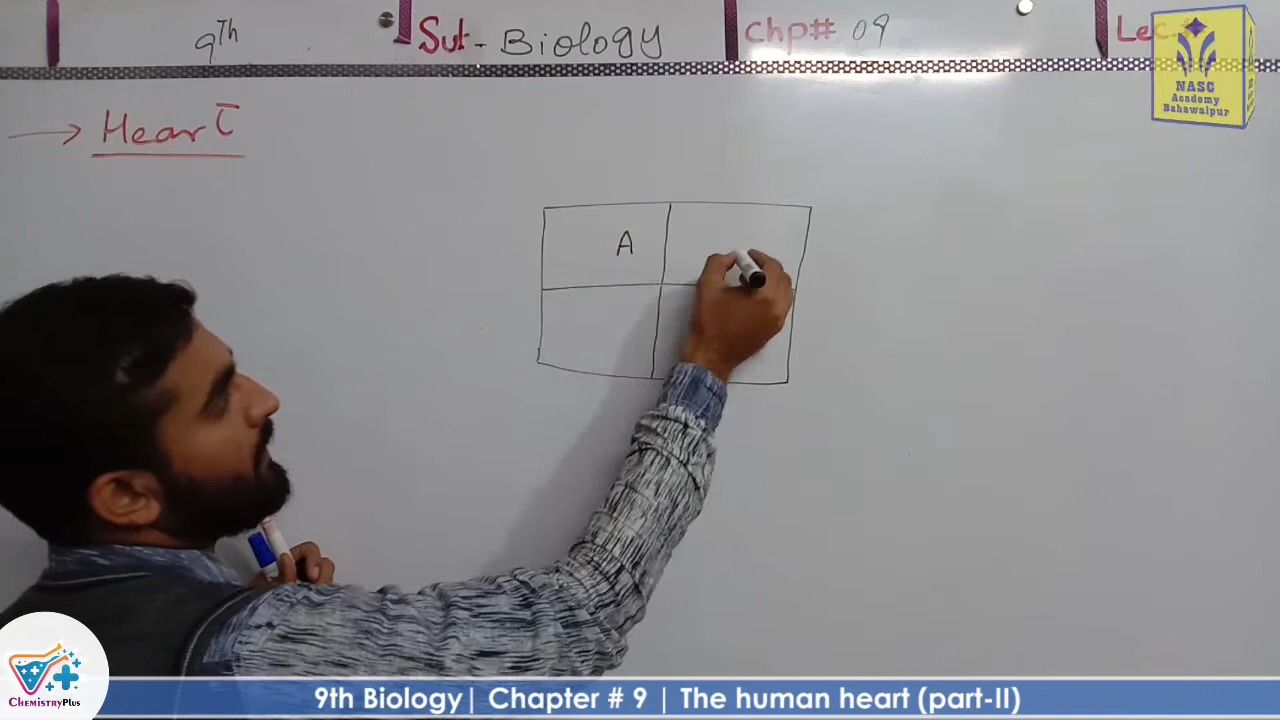 9Th
Sub - Biology
Chp# 09
Lec.
NASC
Academy
Bahawalpur
→ Heart
A
CHEMISTRYPLUS
9th Biology| Chapter # 9 | The human heart (part-II)